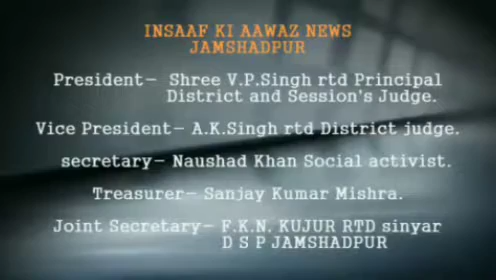 INSAAF KI AAWAZ NEWS
JAMSHADPUR
President- Shree V.P.Singh rtd Principal
District and Session's Judge.
Vice President- A.K.Singh rtd District judge.
secretary- Naushad Khan Social activist.
Treasurer- Sanjay Kumar Mishra.
Joint Secretary- F.K.N. KUJUR RTD sinyar
D S P JAMSHADPUR